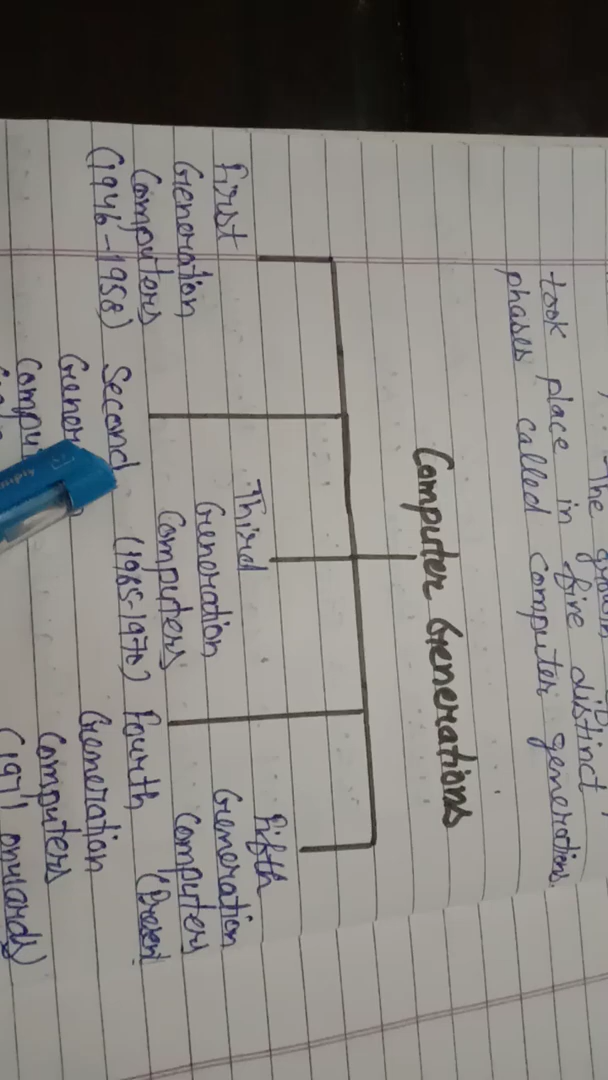 The growth
took place in five distinct
phases called computer generations.
Computer Generations
First
Generation
Computers
(1946-1958)
Second
Gener
Compu
Third
Generation
Computers
(1965-1970)
Fourth
Generation
Computers
(1971 onwards)
Fifth
Generation
Computers
(Present